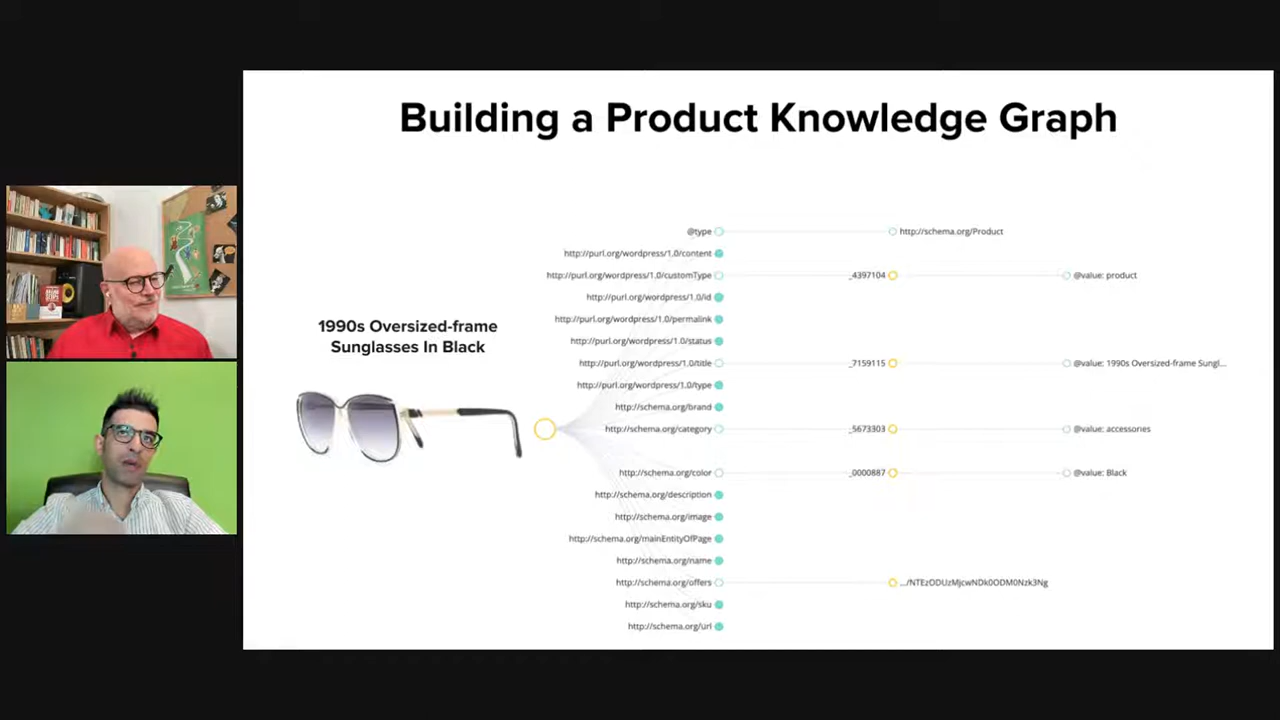 Building a Product Knowledge Graph
1990s Oversized-frame
Sunglasses In Black
@type http://schema.org/Product
http://purl.org/wordpress/1.0/content
http://purl.org/wordpress/1.0/customType _4397104 @value: product
http://purl.org/wordpress/1.0/id
http://purl.org/wordpress/1.0/permalink
http://purl.org/wordpress/1.0/status
http://purl.org/wordpress/1.0/title _7159115 @value: 1990s Oversized-frame Sungl...
http://purl.org/wordpress/1.0/type
http://schema.org/brand
http://schema.org/category _5673303 @value: accessories
http://schema.org/color _0000887 @value: Black
http://schema.org/description
http://schema.org/image
http://schema.org/mainEntityOfPage
http://schema.org/name
http://schema.org/offers .../NTEzODUzMjcwNDk0ODM0Nzk3Ng
http://schema.org/sku
http://schema.org/url